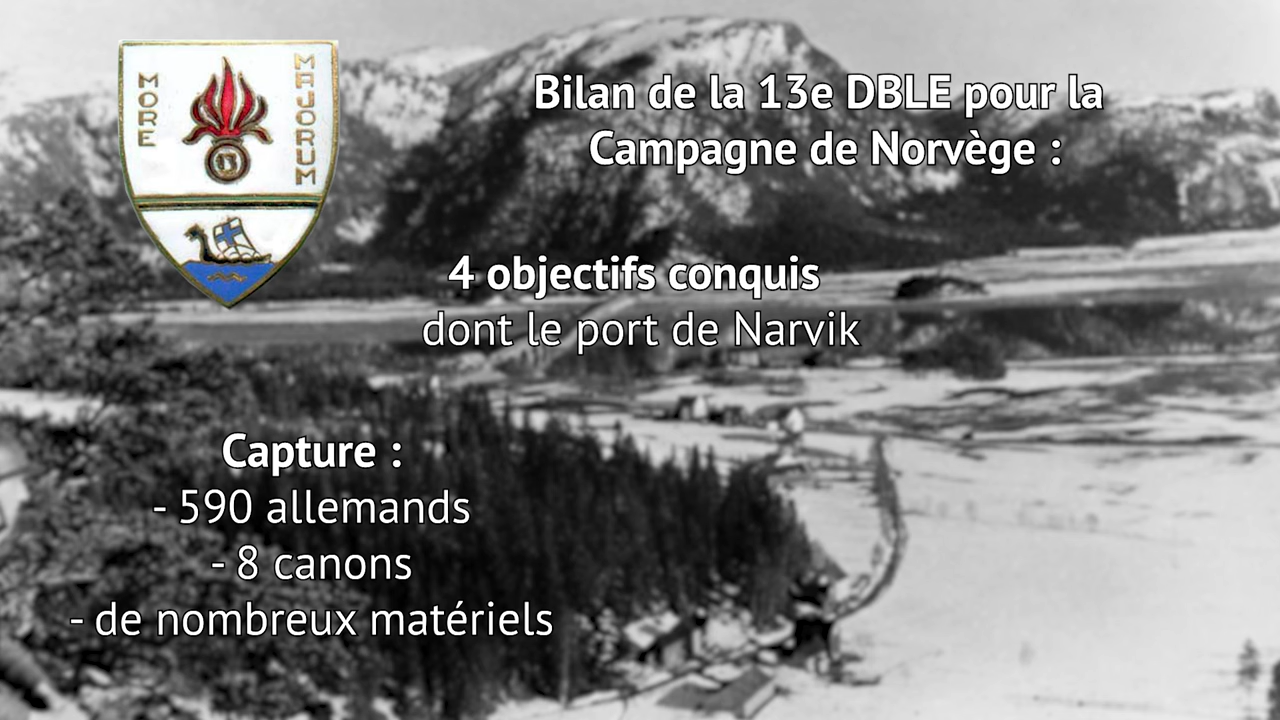 MORE
MAJORUM
13
Bilan de la 13e DBLE pour la
Campagne de Norvège :
4 objectifs conquis
dont le port de Narvik
Capture :
- 590 allemands
- 8 canons
- de nombreux matériels